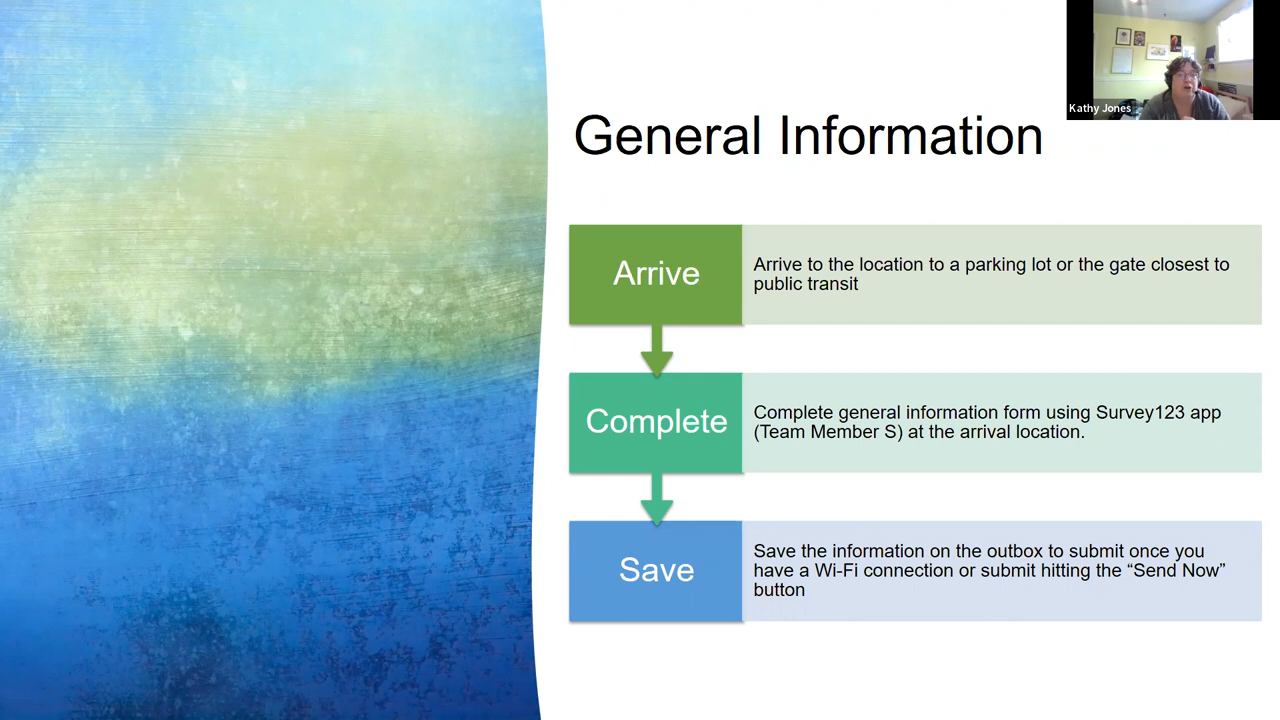 Kathy Jones
General Information
Arrive
Arrive to the location to a parking lot or the gate closest to
public transit
Complete
Complete general information form using Survey123 app
(Team Member S) at the arrival location.
Save
Save the information on the outbox to submit once you
have a Wi-Fi connection or submit hitting the “Send Now”
button